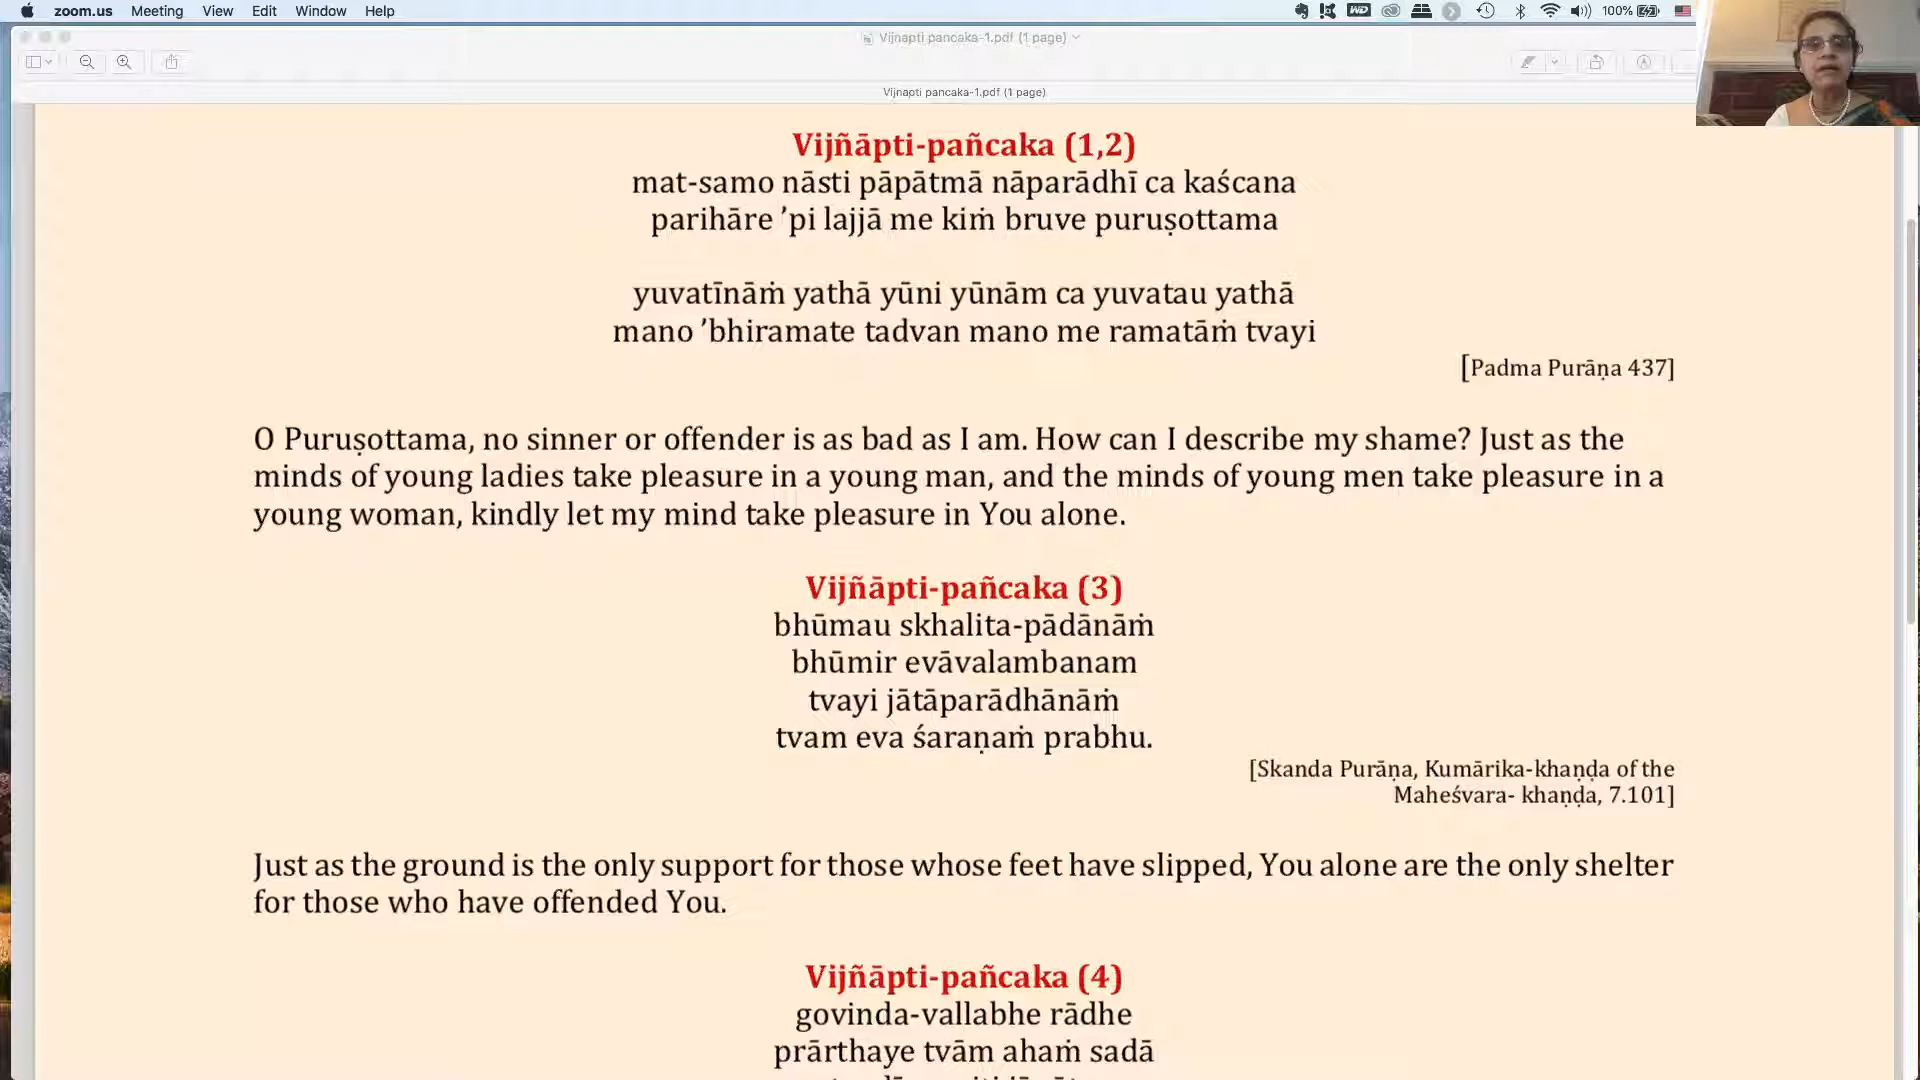 zoom.us Meeting View Edit Window Help
100%
Vijnapti pancaka-1.pdf (1 page)
Vijnapti pancaka-1.pdf (1 page)
Vijñāpti-pañcaka (1,2)
mat-samo nāsti pāpātmā nāparādhī ca kaścana
parihāre ’pi lajjā me kiṁ bruve puruṣottama
yuvatīnāṁ yathā yūni yūnām ca yuvatau yathā
mano ’bhiramate tadvan mano me ramatāṁ tvayi
[Padma Purāṇa 437]
O Puruṣottama, no sinner or offender is as bad as I am. How can I describe my shame? Just as the
minds of young ladies take pleasure in a young man, and the minds of young men take pleasure in a
young woman, kindly let my mind take pleasure in You alone.
Vijñāpti-pañcaka (3)
bhūmau skhalita-pādānāṁ
bhūmir evāvalambanam
tvayi jātāparādhānāṁ
tvam eva śaraṇaṁ prabhu.
[Skanda Purāṇa, Kumārika-khaṇḍa of the
Maheśvara- khaṇḍa, 7.101]
Just as the ground is the only support for those whose feet have slipped, You alone are the only shelter
for those who have offended You.
Vijñāpti-pañcaka (4)
govinda-vallabhe rādhe
prārthaye tvām ahaṁ sadā